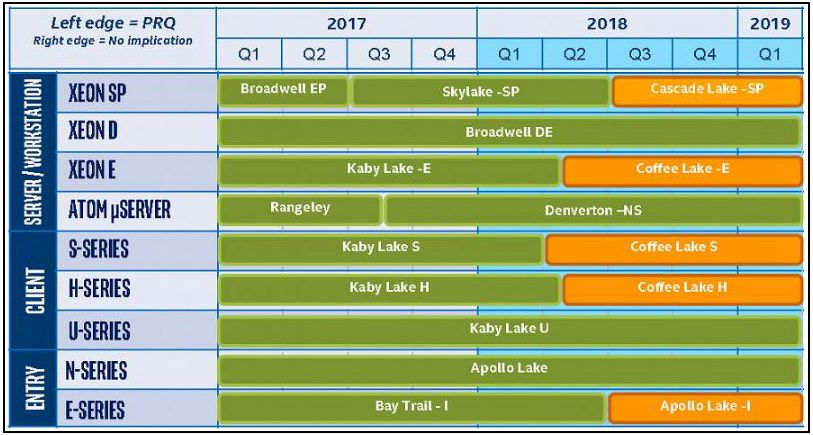 Left edge = PRQ
Right edge = No implication
2017
2018
2019
Q1
Q2
Q3
Q4
Q1
Q2
Q3
Q4
Q1
SERVER / WORKSTATION
XEON SP
Broadwell EP
Skylake -SP
Cascade Lake -SP
XEON D
Broadwell DE
XEON E
Kaby Lake -E
Coffee Lake -E
ATOM µSERVER
Rangeley
Denverton –NS
CLIENT
S-SERIES
Kaby Lake S
Coffee Lake S
H-SERIES
Kaby Lake H
Coffee Lake H
U-SERIES
Kaby Lake U
ENTRY
N-SERIES
Apollo Lake
E-SERIES
Bay Trail - I
Apollo Lake -I